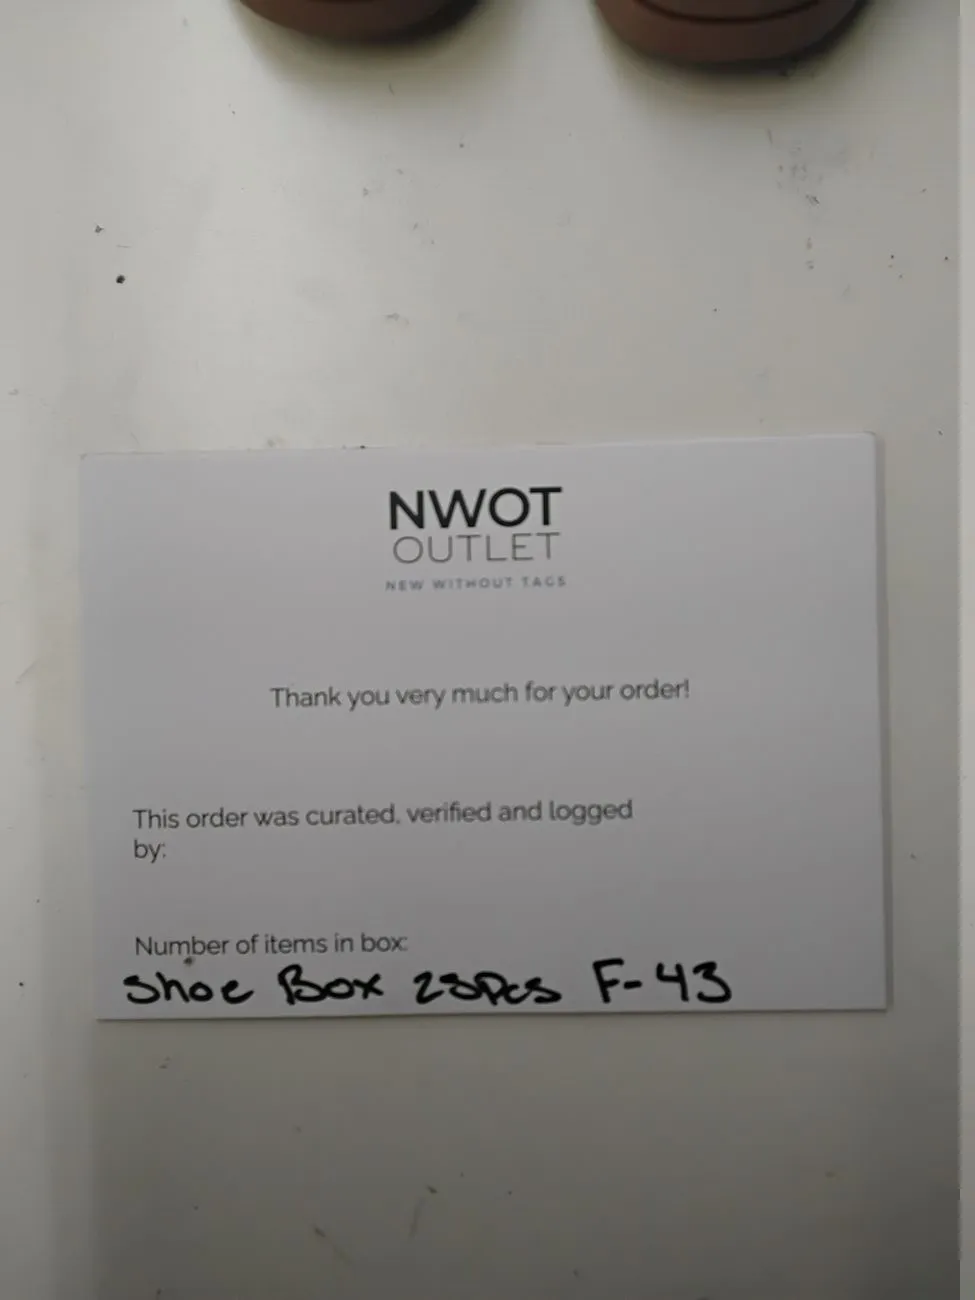 NWOT
OUTLET
NEW WITHOUT TAGS
Thank you very much for your order!
This order was curated, verified and logged
by:
Number of items in box:
Shoe Box 25Pcs F-43